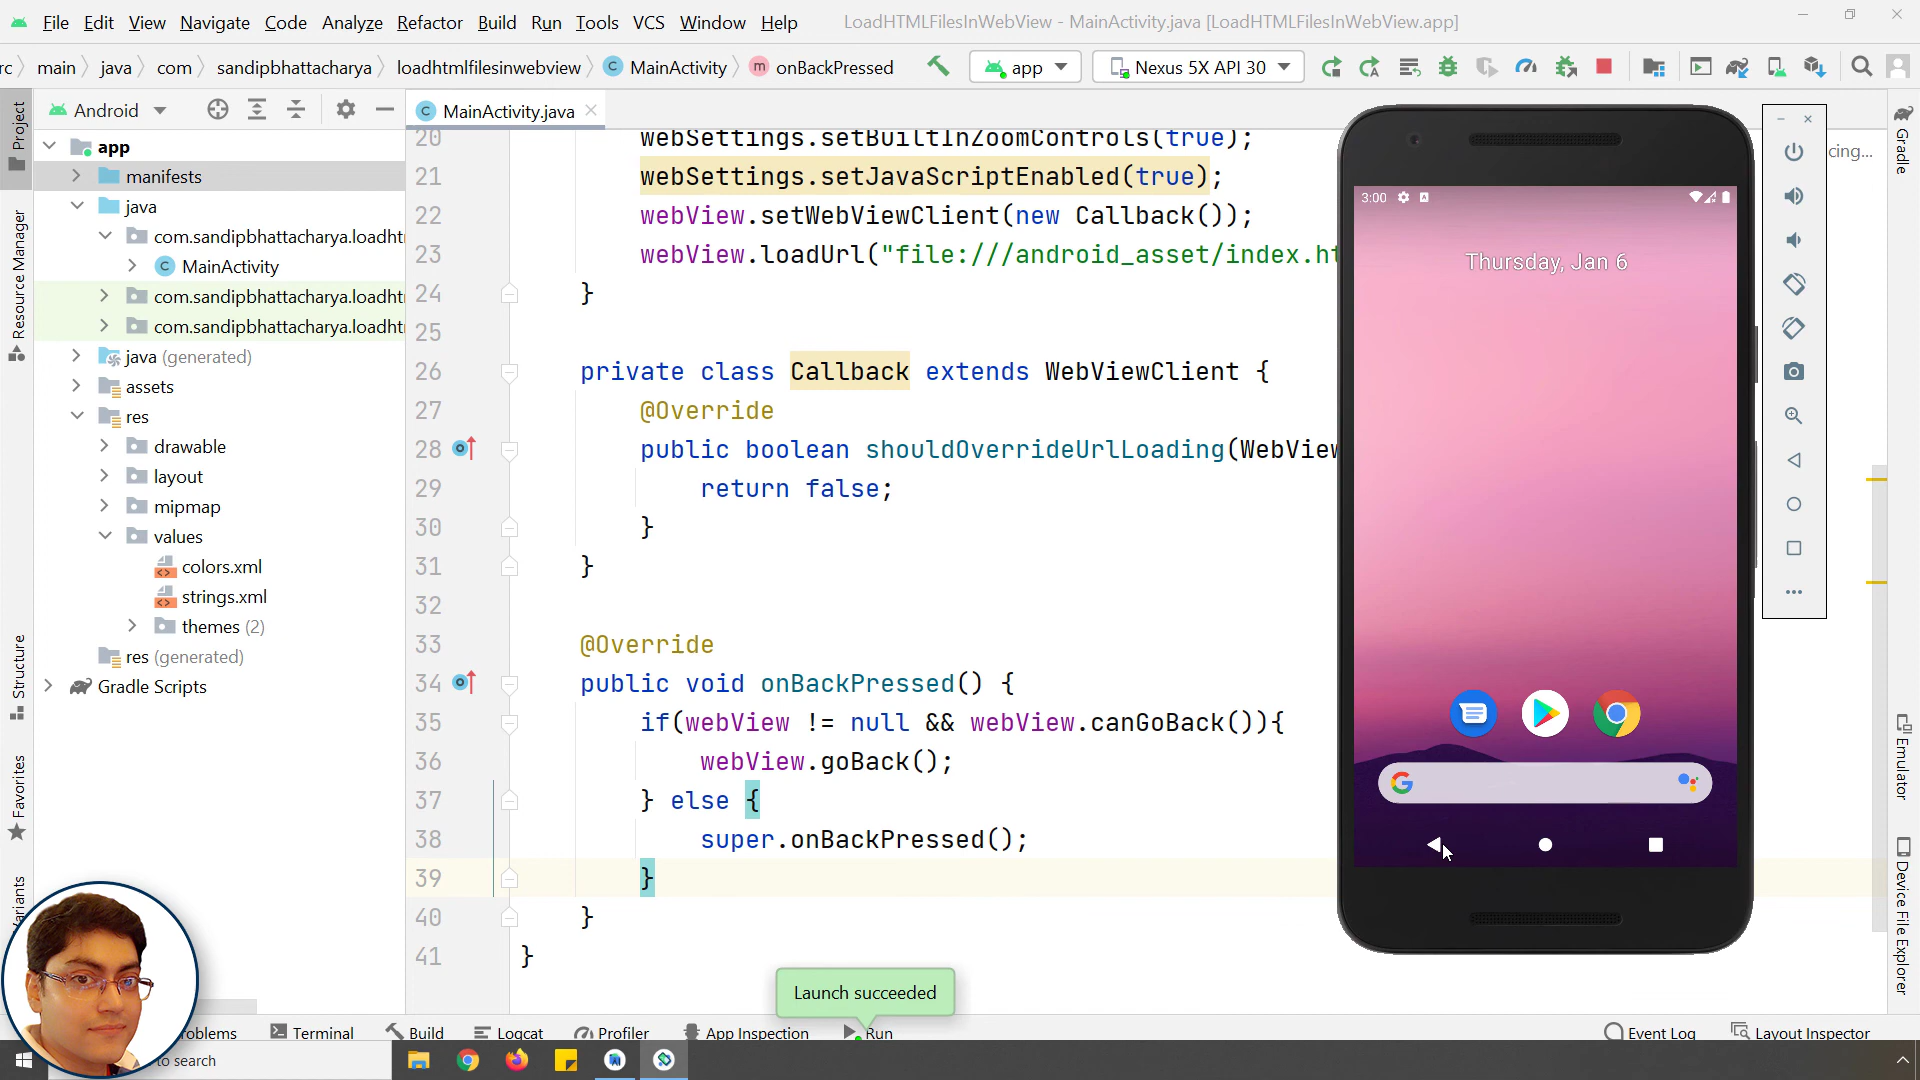 File Edit View Navigate Code Analyze Refactor Build Run Tools VCS Window Help LoadHTMLFilesInWebView - MainActivity.java [LoadHTMLFilesInWebView.app]
rc main java com sandipbhattacharya loadhtmlfilesinwebview MainActivity onBackPressed app Nexus 5X API 30
Android
MainActivity.java
Project
Resource Manager
Structure
Favorites
app
manifests
java
com.sandipbhattacharya.loadhtr
MainActivity
com.sandipbhattacharya.loadhtr
com.sandipbhattacharya.loadhtr
java (generated)
assets
res
drawable
layout
mipmap
values
colors.xml
strings.xml
themes (2)
res (generated)
Gradle Scripts
20 webSettings.setBuiltInZoomControls(true);
21 webSettings.setJavaScriptEnabled(true);
22 webView.setWebViewClient(new Callback());
23 webView.loadUrl("file:///android_asset/index.ht
24 }
25
26 private class Callback extends WebViewClient {
27 @Override
28 public boolean shouldOverrideUrlLoading(WebView
29 return false;
30 }
31 }
32
33 @Override
34 public void onBackPressed() {
35 if(webView != null && webView.canGoBack()){
36 webView.goBack();
37 } else {
38 super.onBackPressed();
39 }
40 }
41 }
3:00
Thursday, Jan 6
cing...
Gradle
Emulator
Device File Explorer
Launch succeeded
oblems Terminal Build Logcat Profiler App Inspection Run Event Log Layout Inspector
to search